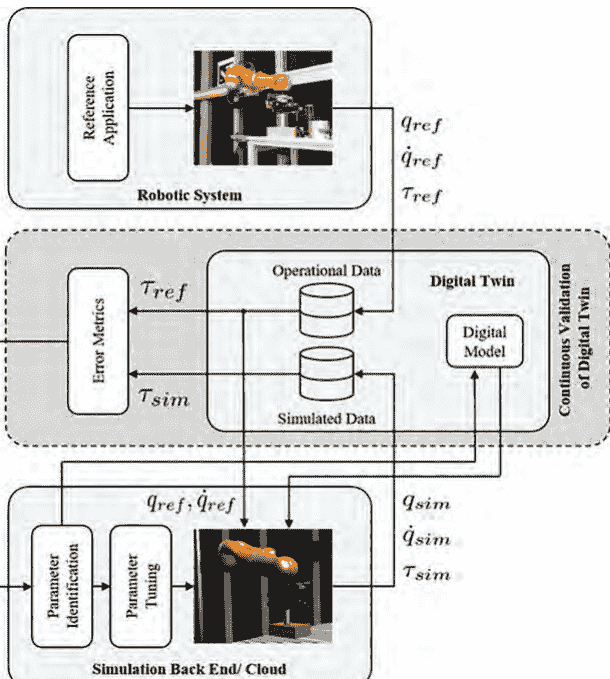 Reference
Application
Robotic System
q_ref
q̇_ref
τ_ref
Operational Data
Digital Twin
τ_ref
Error Metrics
Digital
Model
Continuous Validation
of Digital Twin
τ_sim
Simulated Data
q_ref, q̇_ref
q_sim
q̇_sim
τ_sim
Parameter
Identification
Parameter
Tuning
Simulation Back End/ Cloud